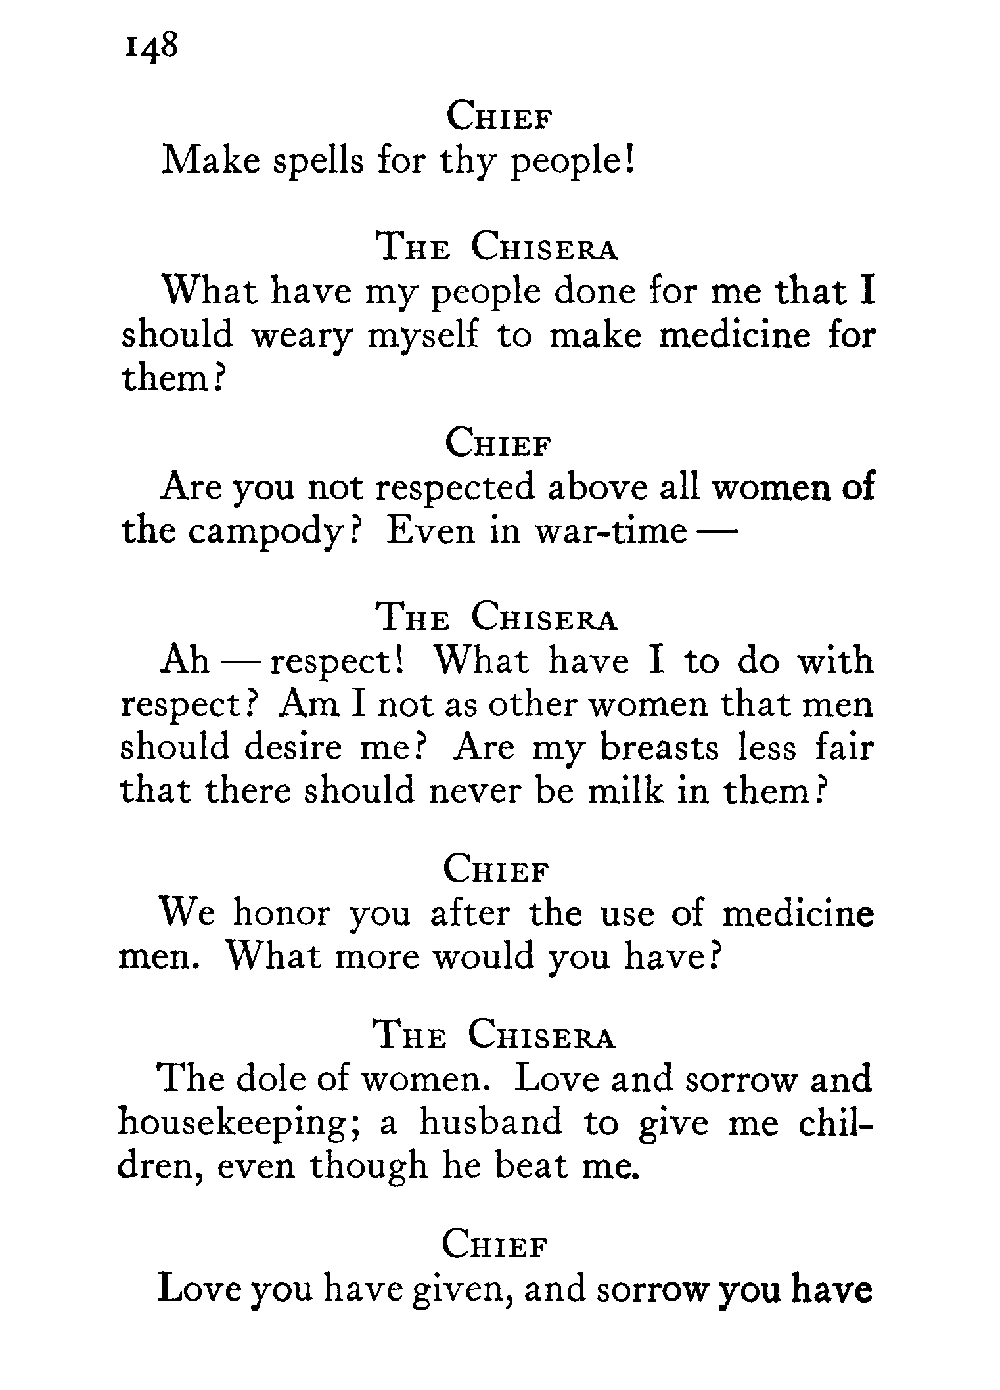 148
CHIEF
Make spells for thy people!
THE CHISERA
What have my people done for me that I
should weary myself to make medicine for
them?
CHIEF
Are you not respected above all women of
the campody? Even in war-time —
THE CHISERA
Ah — respect! What have I to do with
respect? Am I not as other women that men
should desire me? Are my breasts less fair
that there should never be milk in them?
CHIEF
We honor you after the use of medicine
men. What more would you have?
THE CHISERA
The dole of women. Love and sorrow and
housekeeping; a husband to give me chil-
dren, even though he beat me.
CHIEF
Love you have given, and sorrow you have